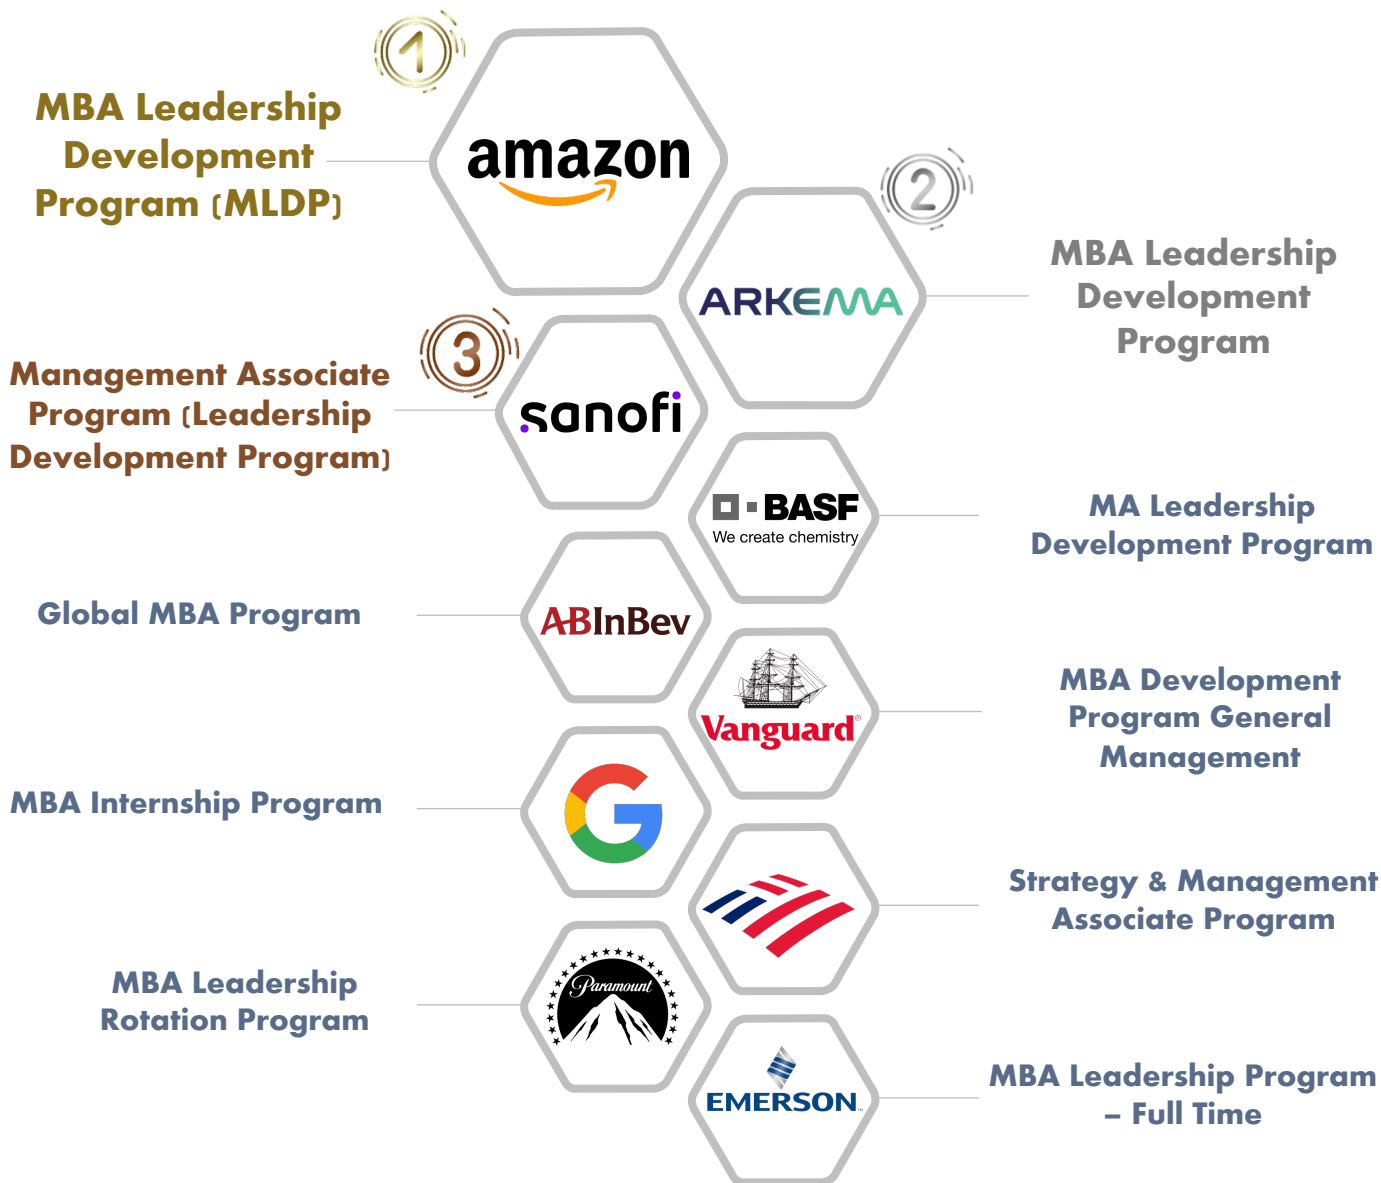 1
MBA Leadership
Development
Program (MLDP)
amazon
2
ARKEMA
MBA Leadership
Development
Program
3
Management Associate
Program (Leadership
Development Program)
sanofi
BASF
We create chemistry
MA Leadership
Development Program
Global MBA Program
ABInBev
Vanguard®
MBA Development
Program General
Management
MBA Internship Program
G
Strategy & Management
Associate Program
MBA Leadership
Rotation Program
Paramount
EMERSON™
MBA Leadership Program
– Full Time